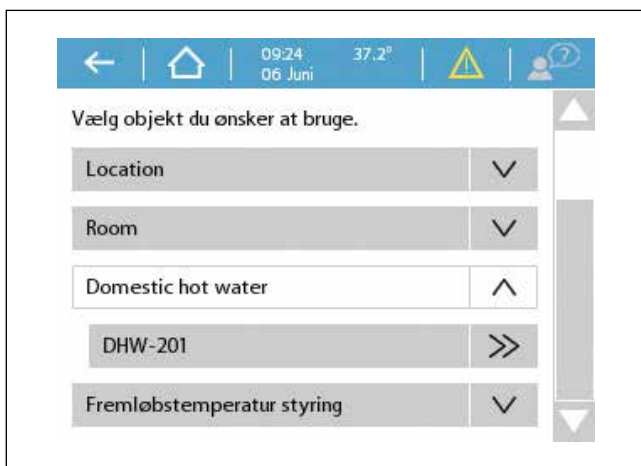 09:24 37.2°
06 Juni
?
Vælg objekt du ønsker at bruge.
Location
Room
Domestic hot water
DHW-201
Fremløbstemperatur styring